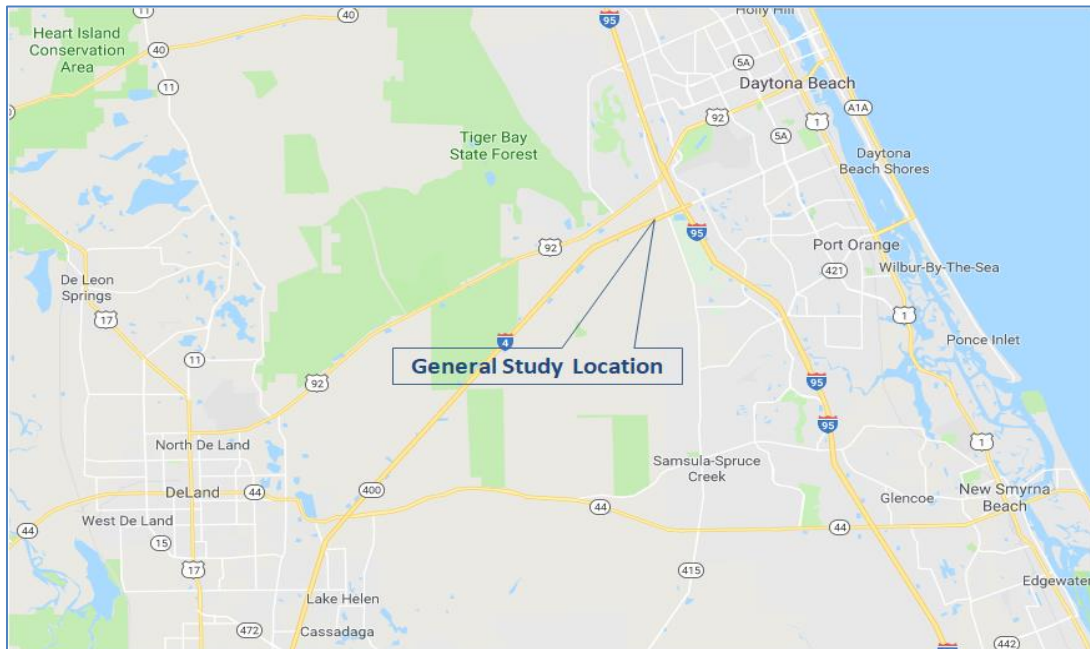 11
40
95
Holly Hill
Heart Island
Conservation
Area
40
11
5A
Daytona Beach
92
A1A
1
5A
Tiger Bay
State Forest
Daytona
Beach Shores
92
95
Port Orange
421
Wilbur-By-The-Sea
De Leon
Springs
17
1
4
Ponce Inlet
11
General Study Location
92
95
95
North De Land
1
Samsula-Spruce
Creek
DeLand
44
400
Glencoe
New Smyrna
Beach
44
West De Land
44
44
15
17
415
Edgewater
Lake Helen
472
Cassadaga
442